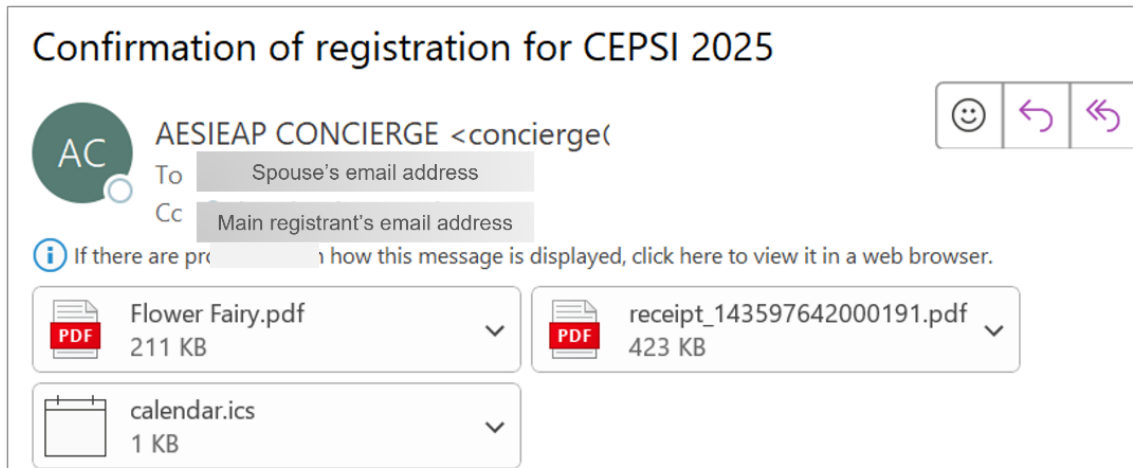 Confirmation of registration for CEPSI 2025
AC
AESIEAP CONCIERGE <concierge(
To Spouse's email address
Cc Main registrant's email address
If there are pr how this message is displayed, click here to view it in a web browser.
PDF Flower Fairy.pdf
211 KB
PDF receipt_143597642000191.pdf
423 KB
calendar.ics
1 KB